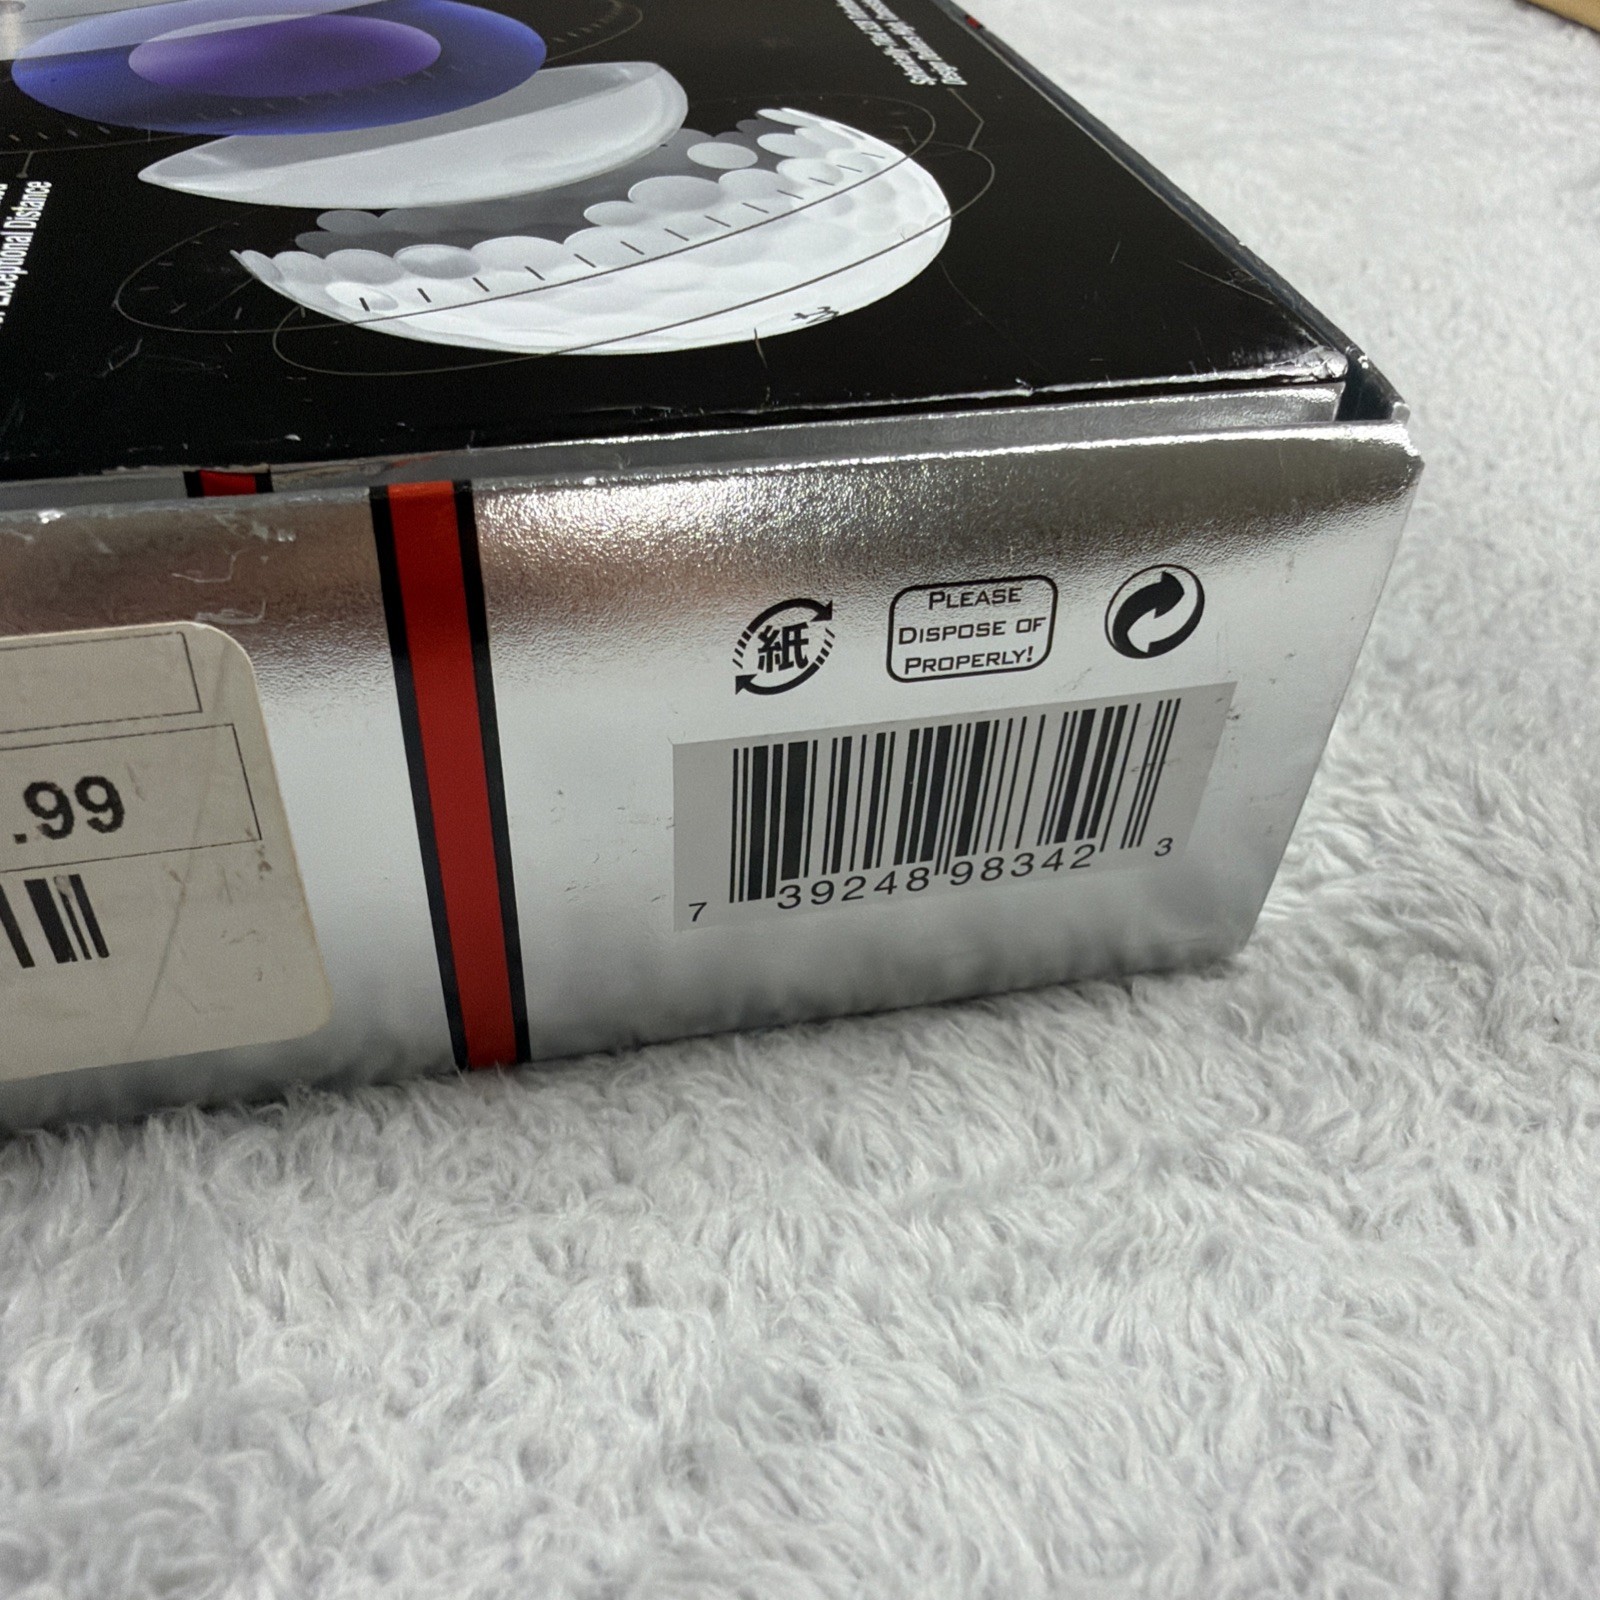 Exceptional Distance
.99
紙
PLEASE
DISPOSE OF
PROPERLY!
7 39248 98342 3